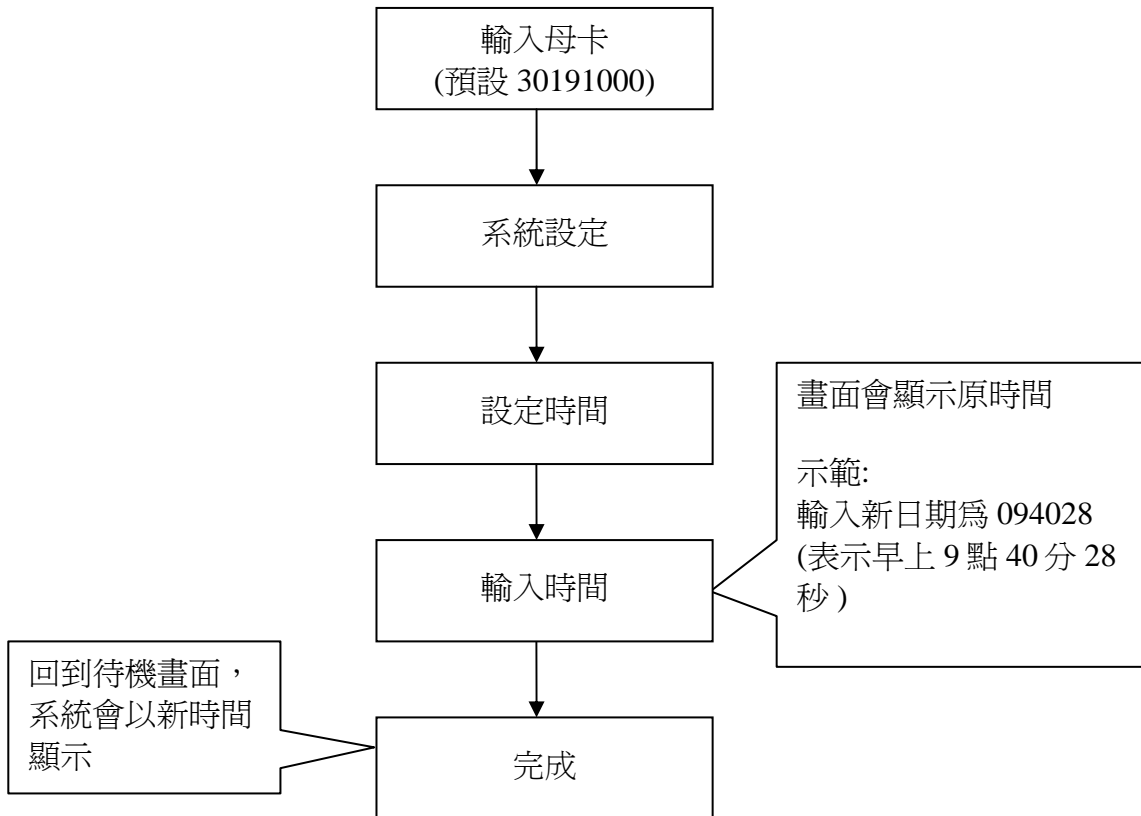 輸入母卡
(預設 30191000)
系統設定
設定時間
畫面會顯示原時間
示範:
輸入新日期爲 094028
(表示早上 9 點 40 分 28
秒 )
輸入時間
回到待機畫面，
系統會以新時間
顯示
完成